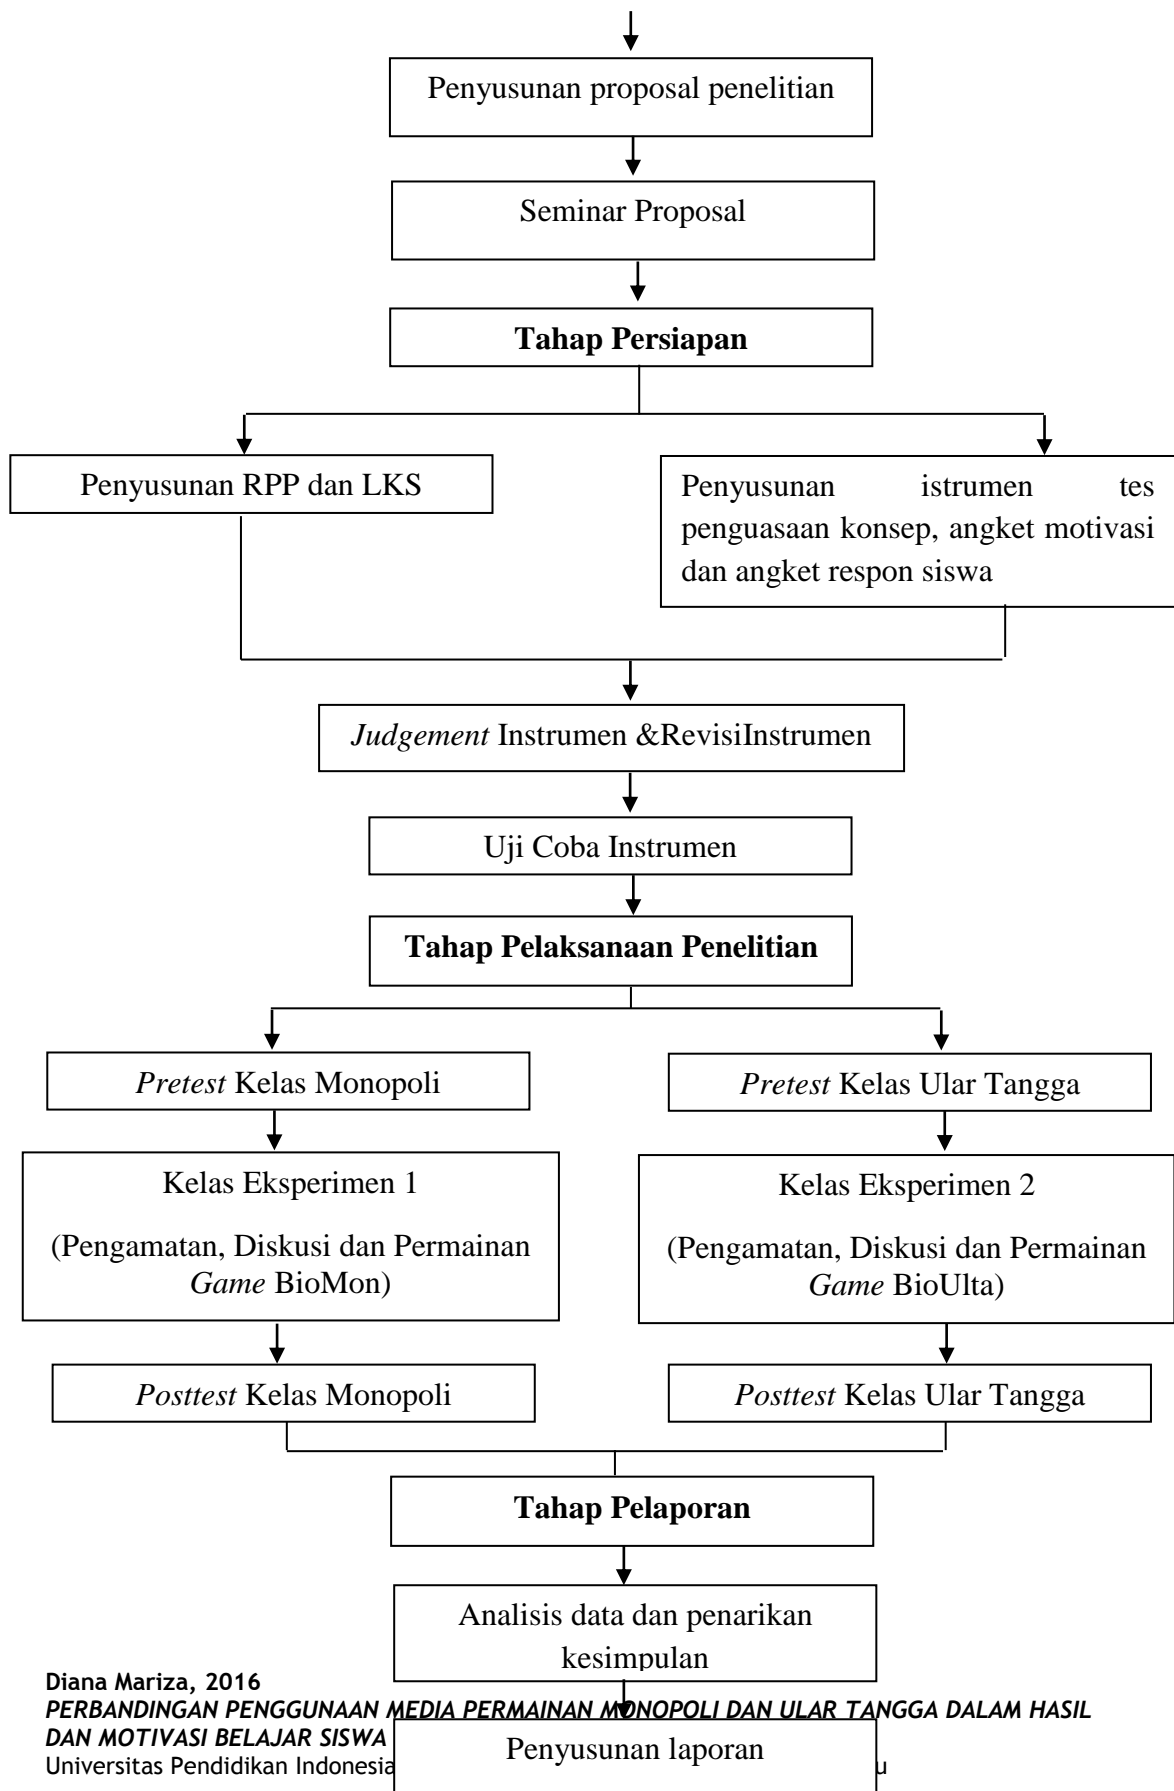 Penyusunan proposal penelitian
Seminar Proposal
Tahap Persiapan
Penyusunan RPP dan LKS
Penyusunan istrumen tes
penguasaan konsep, angket motivasi
dan angket respon siswa
Judgement Instrumen &RevisiInstrumen
Uji Coba Instrumen
Tahap Pelaksanaan Penelitian
Pretest Kelas Monopoli
Pretest Kelas Ular Tangga
Kelas Eksperimen 1
(Pengamatan, Diskusi dan Permainan
Game BioMon)
Kelas Eksperimen 2
(Pengamatan, Diskusi dan Permainan
Game BioUlta)
Posttest Kelas Monopoli
Posttest Kelas Ular Tangga
Tahap Pelaporan
Analisis data dan penarikan
kesimpulan
Penyusunan laporan
Diana Mariza, 2016
PERBANDINGAN PENGGUNAAN MEDIA PERMAINAN MONOPOLI DAN ULAR TANGGA DALAM HASIL
DAN MOTIVASI BELAJAR SISWA
Universitas Pendidikan Indonesia